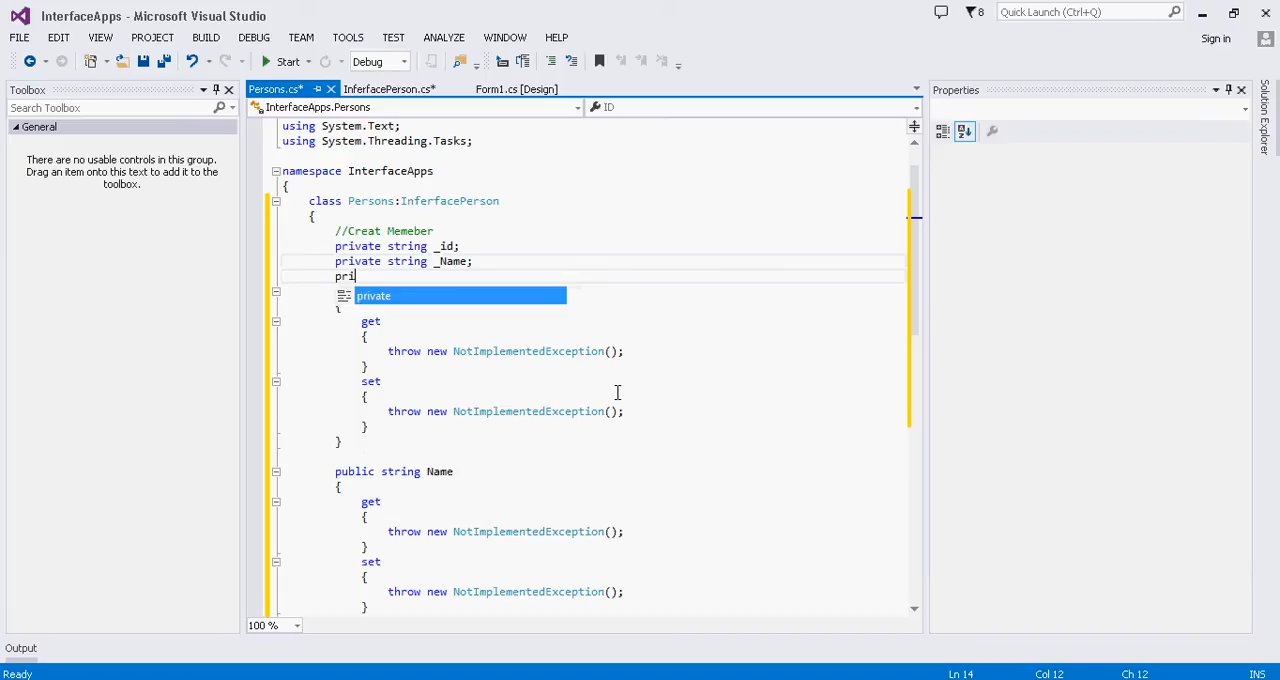 InterfaceApps - Microsoft Visual Studio
8
Quick Launch (Ctrl+Q)
FILE EDIT VIEW PROJECT BUILD DEBUG TEAM TOOLS TEST ANALYZE WINDOW HELP
Sign in
Start Debug
Toolbox
Persons.cs* InferfacePerson.cs* Form1.cs [Design]
Properties
Solution Explorer
Search Toolbox
InterfaceApps.Persons ID
General
There are no usable controls in this group.
Drag an item onto this text to add it to the
toolbox.
using System.Text;
using System.Threading.Tasks;
namespace InterfaceApps
{
class Persons:InferfacePerson
{
//Creat Memeber
private string _id;
private string _Name;
pri
private
{
get
{
throw new NotImplementedException();
}
set
{
throw new NotImplementedException();
}
}
public string Name
{
get
{
throw new NotImplementedException();
}
set
{
throw new NotImplementedException();
}
100 %
Output
Ready Ln 14 Col 12 Ch 12 INS